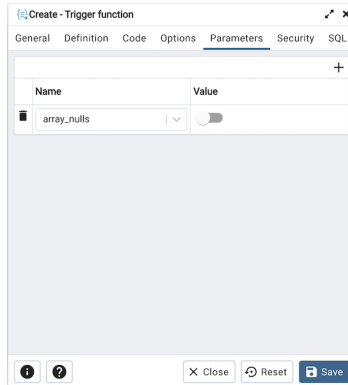 Create - Trigger function
General Definition Code Options Parameters Security SQL
Name Value
array_nulls
Close Reset Save